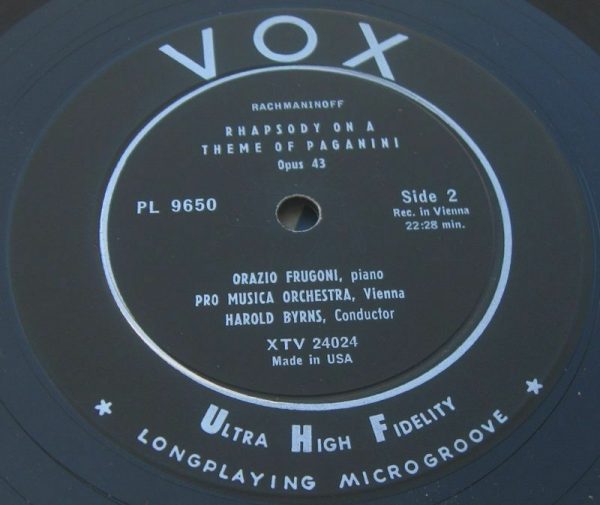 VOX
RACHMANINOFF
RHAPSODY ON A
THEME OF PAGANINI
Opus 43
PL 9650
Side 2
Rec. in Vienna
22:28 min.
ORAZIO FRUGONI, piano
PRO MUSICA ORCHESTRA, Vienna
HAROLD BYRNS, Conductor
XTV 24024
Made in USA
ULTRA HIGH FIDELITY
★ LONGPLAYING MICROGROOVE ★